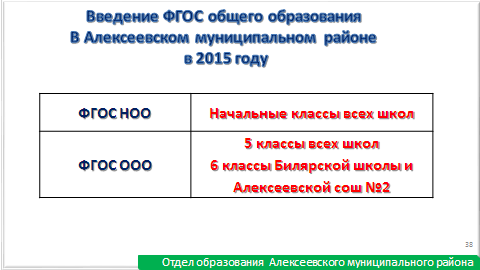 Введение ФГОС общего образования
В Алексеевском муниципальном районе
в 2015 году
ФГОС НОО
Начальные классы всех школ
ФГОС ООО
5 классы всех школ
6 классы Билярской школы и
Алексеевской сош №2
38
Отдел образования Алексеевского муниципального района